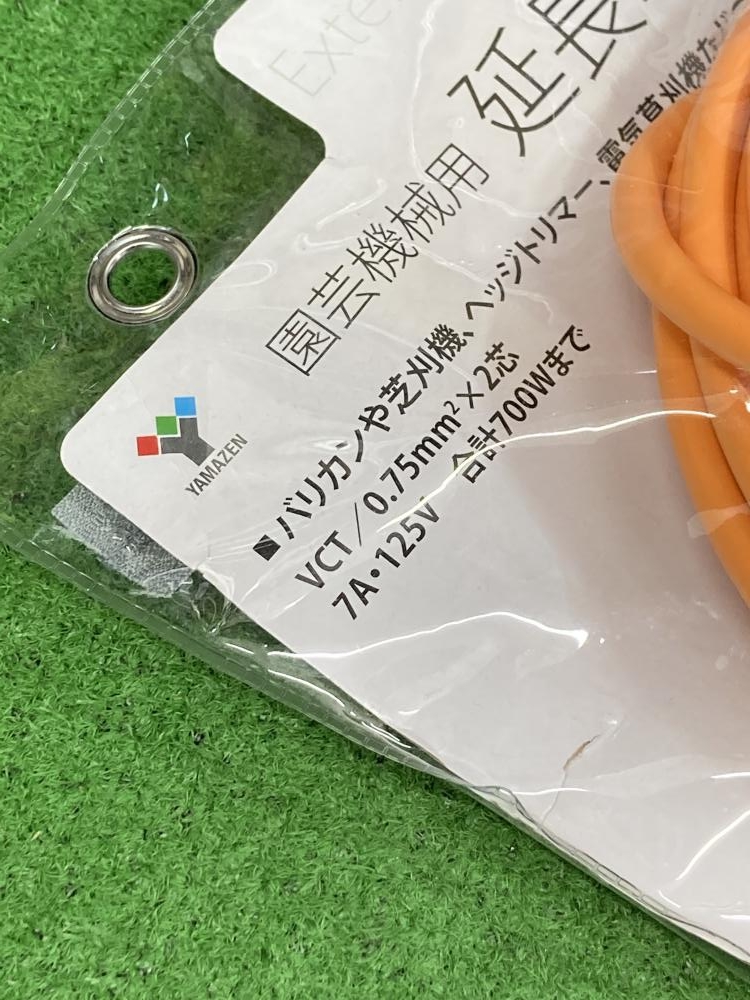 Exte
園芸機械用 延長
■バリカンや芝刈機、ヘッジトリマー、電気草刈機など
VCT／0.75mm²×2芯
7A・125V 合計700Wまで
YAMAZEN